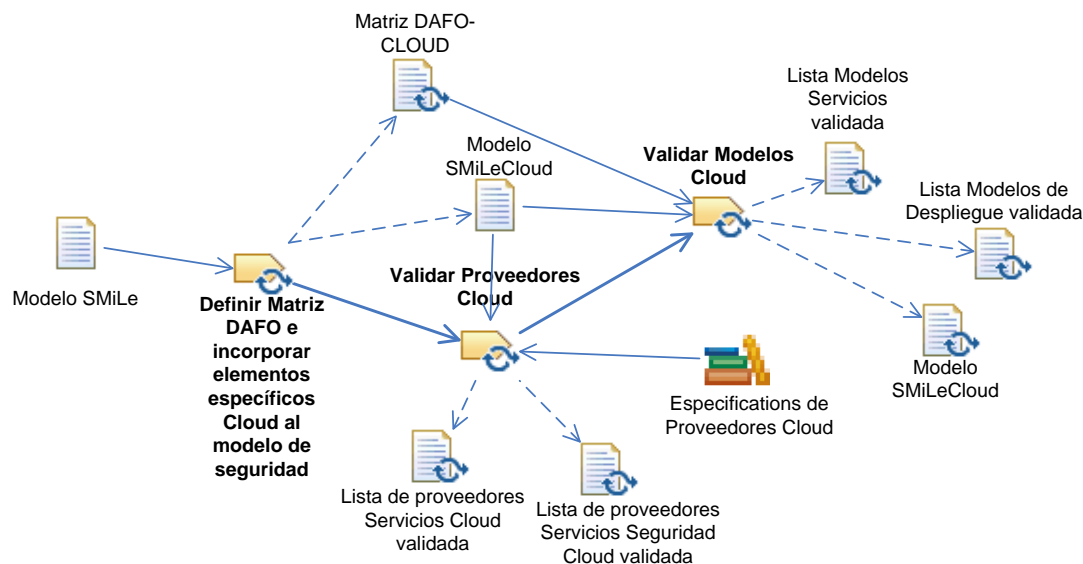 Matriz DAFO-
CLOUD
Lista Modelos
Servicios
validada
Modelo
SMiLeCloud
Validar Modelos
Cloud
Lista Modelos de
Despliegue validada
Modelo SMiLe
Definir Matriz
DAFO e
incorporar
elementos
específicos
Cloud al
modelo de
seguridad
Validar Proveedores
Cloud
Especifications de
Proveedores Cloud
Modelo
SMiLeCloud
Lista de proveedores
Servicios Cloud
validada
Lista de proveedores
Servicios Seguridad
Cloud validada